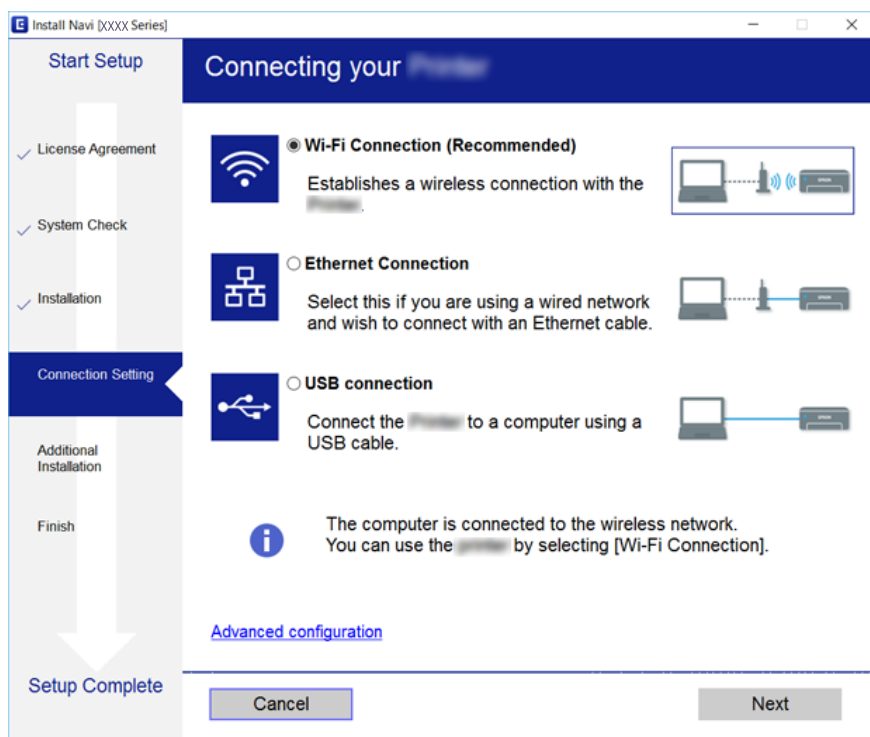 Install Navi [XXXX Series]
Start Setup
Connecting your
License Agreement
System Check
Installation
Connection Setting
Additional
Installation
Finish
Setup Complete
Wi-Fi Connection (Recommended)
Establishes a wireless connection with the
.
EPSON
Ethernet Connection
Select this if you are using a wired network
and wish to connect with an Ethernet cable.
EPSON
USB connection
Connect the to a computer using a
USB cable.
EPSON
The computer is connected to the wireless network.
You can use the by selecting [Wi-Fi Connection].
Advanced configuration
Cancel
Next